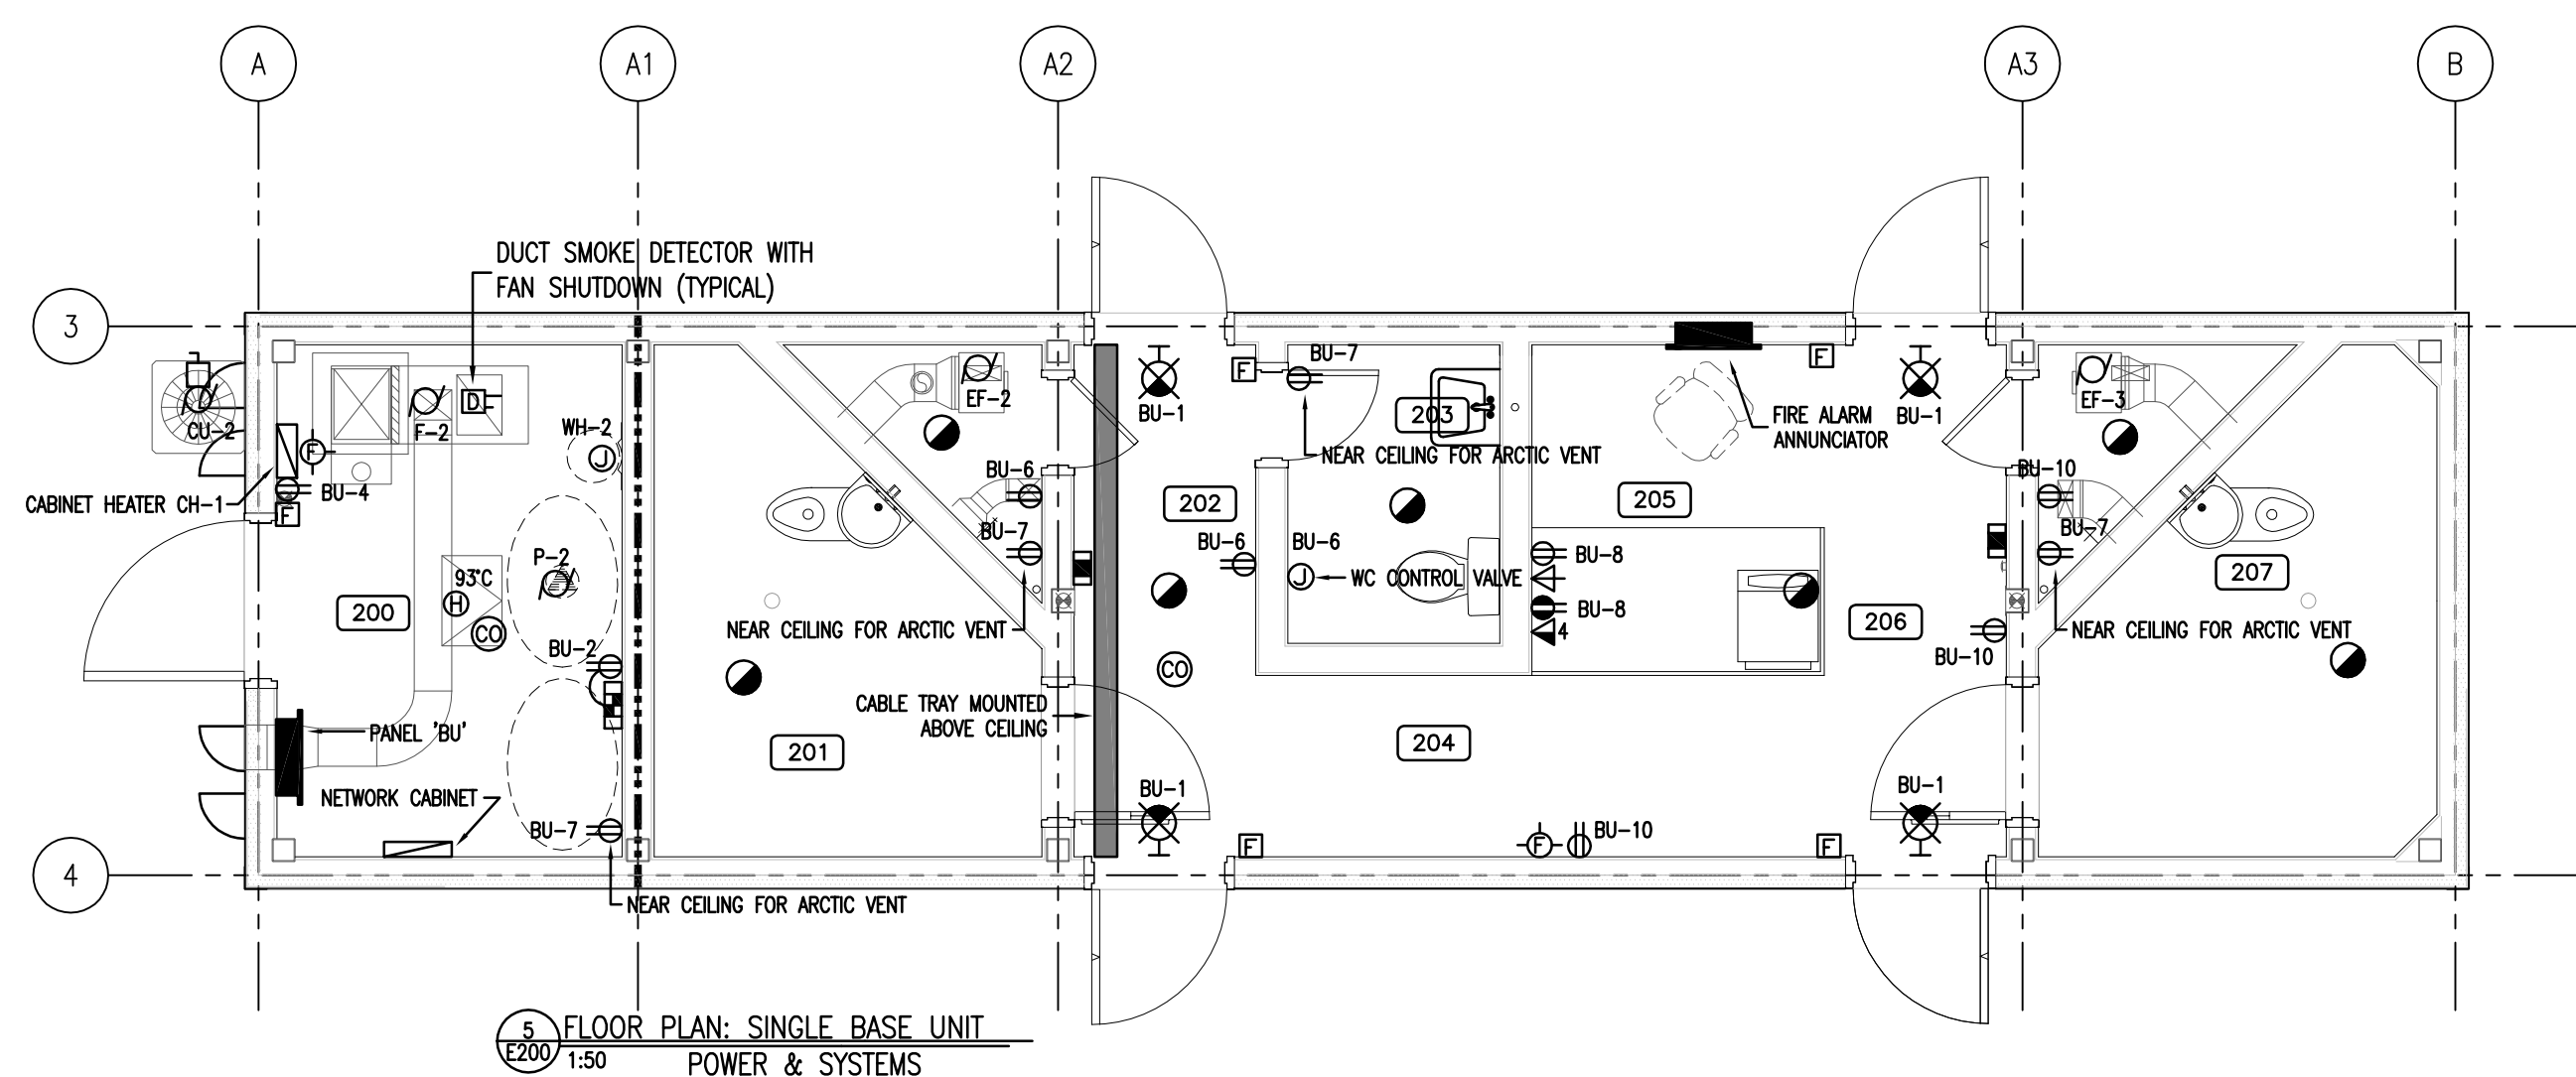 A
A1
A2
A3
B
DUCT SMOKE DETECTOR WITH
FAN SHUTDOWN (TYPICAL)
3
4
CU-2
F-2
D
F
CABINET HEATER CH-1
BU-4
F
WH-2
J
P-2
93°C
H
CO
200
BU-2
PANEL 'BU'
NETWORK CABINET
BU-7
NEAR CEILING FOR ARCTIC VENT
EF-2
BU-6
BU-7
NEAR CEILING FOR ARCTIC VENT
201
CABLE TRAY MOUNTED
ABOVE CEILING
BU-1
F
BU-7
203
NEAR CEILING FOR ARCTIC VENT
202
BU-6
BU-6
J
WC CONTROL VALVE
CO
BU-1
F
204
F
BU-10
F
BU-8
BU-8
4
205
FIRE ALARM
ANNUNCIATOR
F
BU-1
206
BU-10
BU-1
EF-3
BU-10
BU-7
NEAR CEILING FOR ARCTIC VENT
207
5
E200
FLOOR PLAN: SINGLE BASE UNIT
1:50
POWER & SYSTEMS